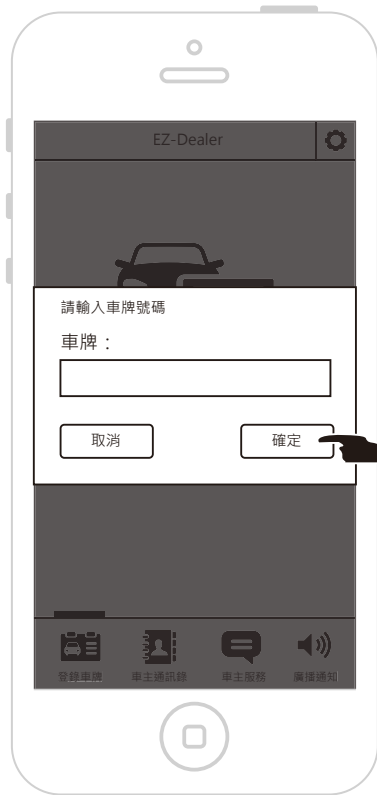 EZ-Dealer
請輸入車牌號碼
車牌：
取消
確定
登錄車牌
車主通訊錄
車主服務
廣播通知